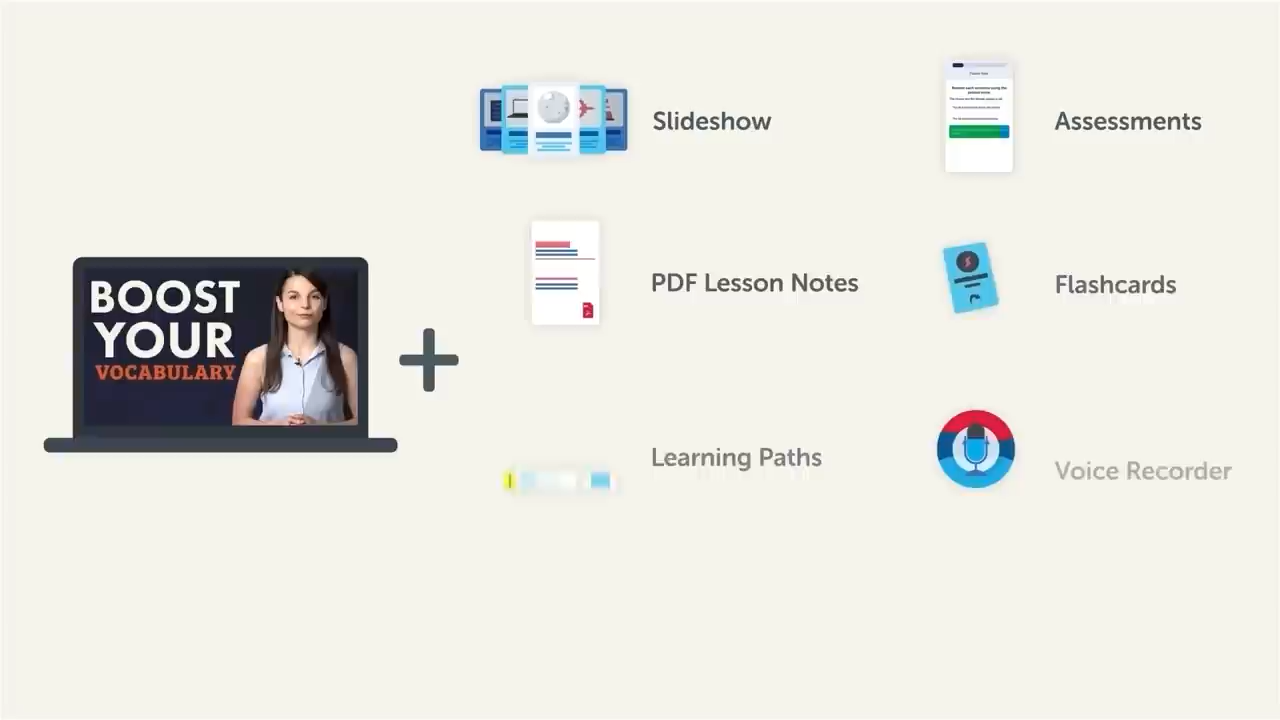 BOOST
YOUR
VOCABULARY
Slideshow
PDF Lesson Notes
Learning Paths
Assessments
Flashcards
Voice Recorder